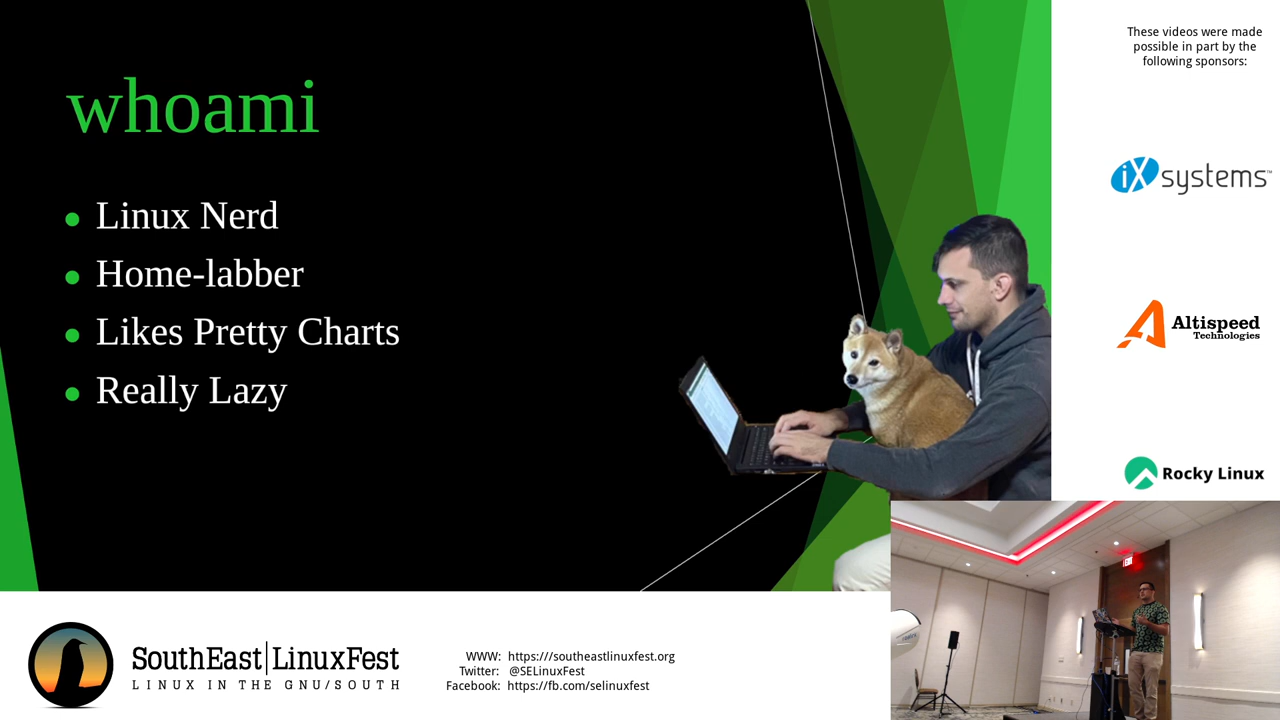 whoami
Linux Nerd
Home-labber
Likes Pretty Charts
Really Lazy
These videos were made
possible in part by the
following sponsors:
iXsystems™
Altispeed
Technologies
Rocky Linux
EXIT
SouthEast|LinuxFest
LINUX IN THE GNU/SOUTH
WWW: https:///southeastlinuxfest.org
Twitter: @SELinuxFest
Facebook: https://fb.com/selinuxfest